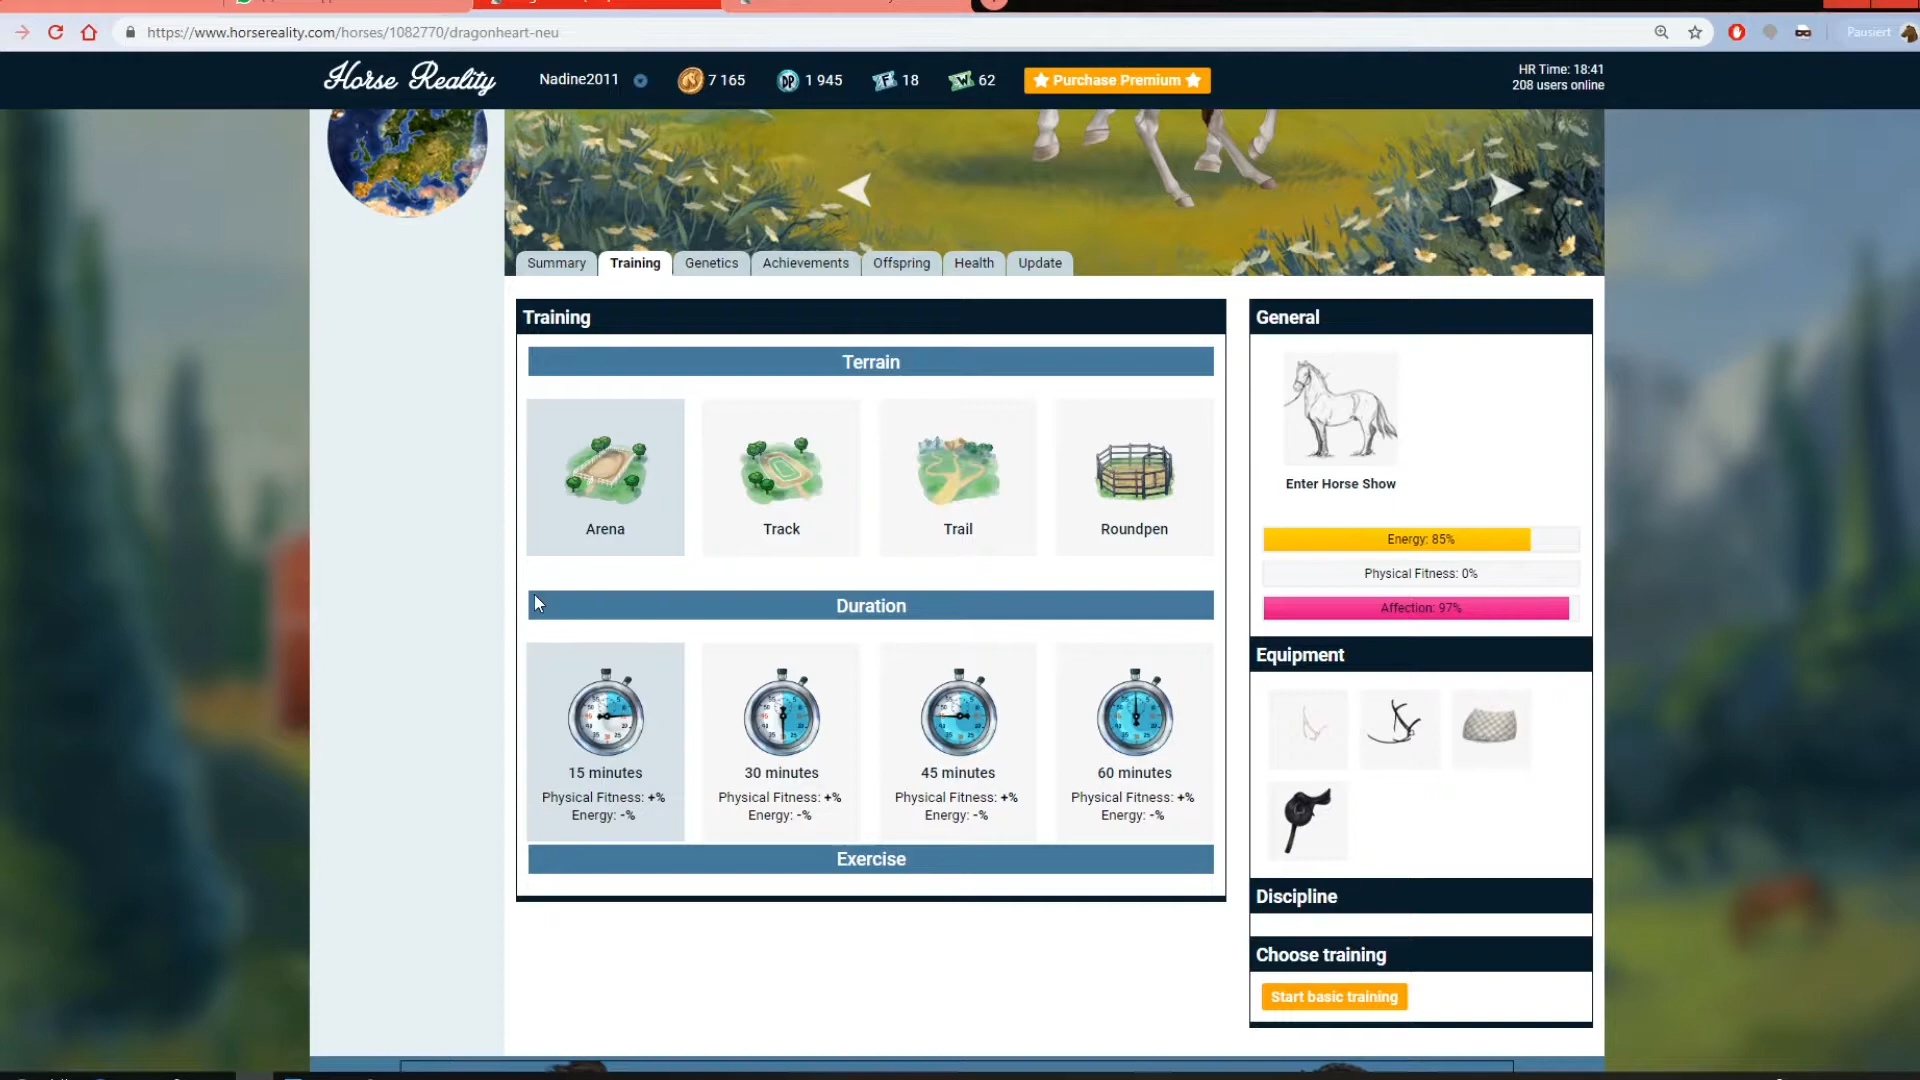 https://www.horsereality.com/horses/1082770/dragonheart-neu
Pausiert
Horse Reality
Nadine2011
7 165
DP
1 945
F
18
W
62
Purchase Premium
HR Time: 18:41
208 users online
Summary
Training
Genetics
Achievements
Offspring
Health
Update
Training
Terrain
Arena
Track
Trail
Roundpen
Duration
15 minutes
Physical Fitness: +%
Energy: -%
30 minutes
Physical Fitness: +%
Energy: -%
45 minutes
Physical Fitness: +%
Energy: -%
60 minutes
Physical Fitness: +%
Energy: -%
Exercise
General
Enter Horse Show
Energy: 85%
Physical Fitness: 0%
Affection: 97%
Equipment
Discipline
Choose training
Start basic training